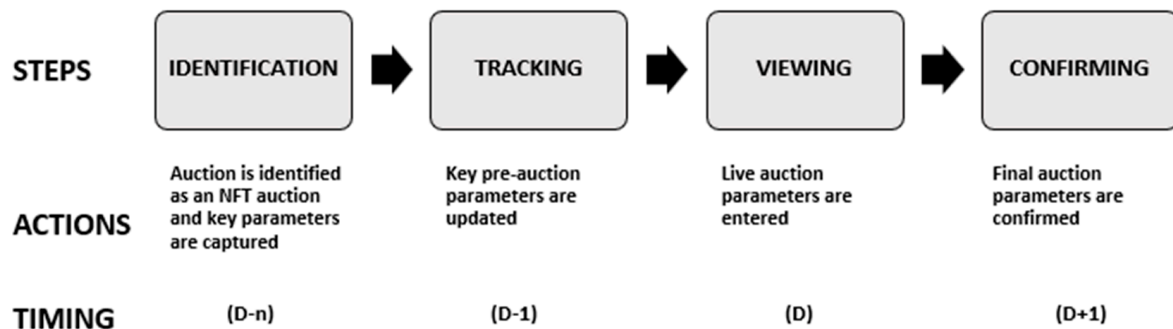 STEPS
IDENTIFICATION
TRACKING
VIEWING
CONFIRMING
ACTIONS
Auction is identified
as an NFT auction
and key parameters
are captured
Key pre-auction
parameters are
updated
Live auction
parameters are
entered
Final auction
parameters are
confirmed
TIMING
(D-n)
(D-1)
(D)
(D+1)